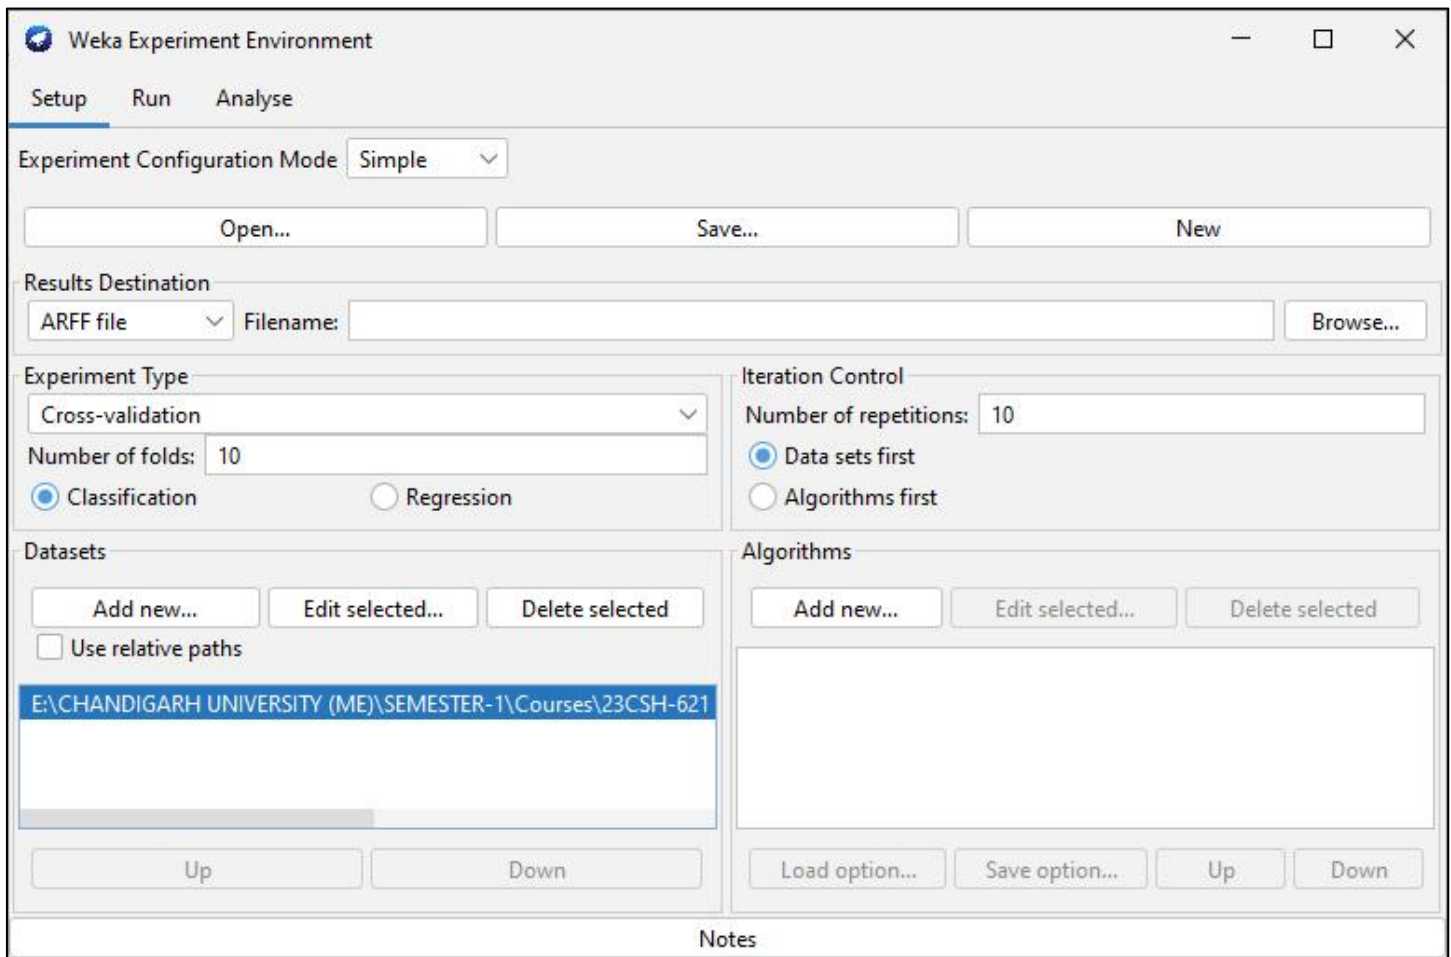 Weka Experiment Environment
Setup Run Analyse
Experiment Configuration Mode Simple
Open... Save... New
Results Destination
ARFF file Filename: Browse...
Experiment Type
Cross-validation
Number of folds: 10
Classification Regression
Iteration Control
Number of repetitions: 10
Data sets first
Algorithms first
Datasets
Add new... Edit selected... Delete selected
Use relative paths
E:\CHANDIGARH UNIVERSITY (ME)\SEMESTER-1\Courses\23CSH-621
Up Down
Algorithms
Add new... Edit selected... Delete selected
Load option... Save option... Up Down
Notes